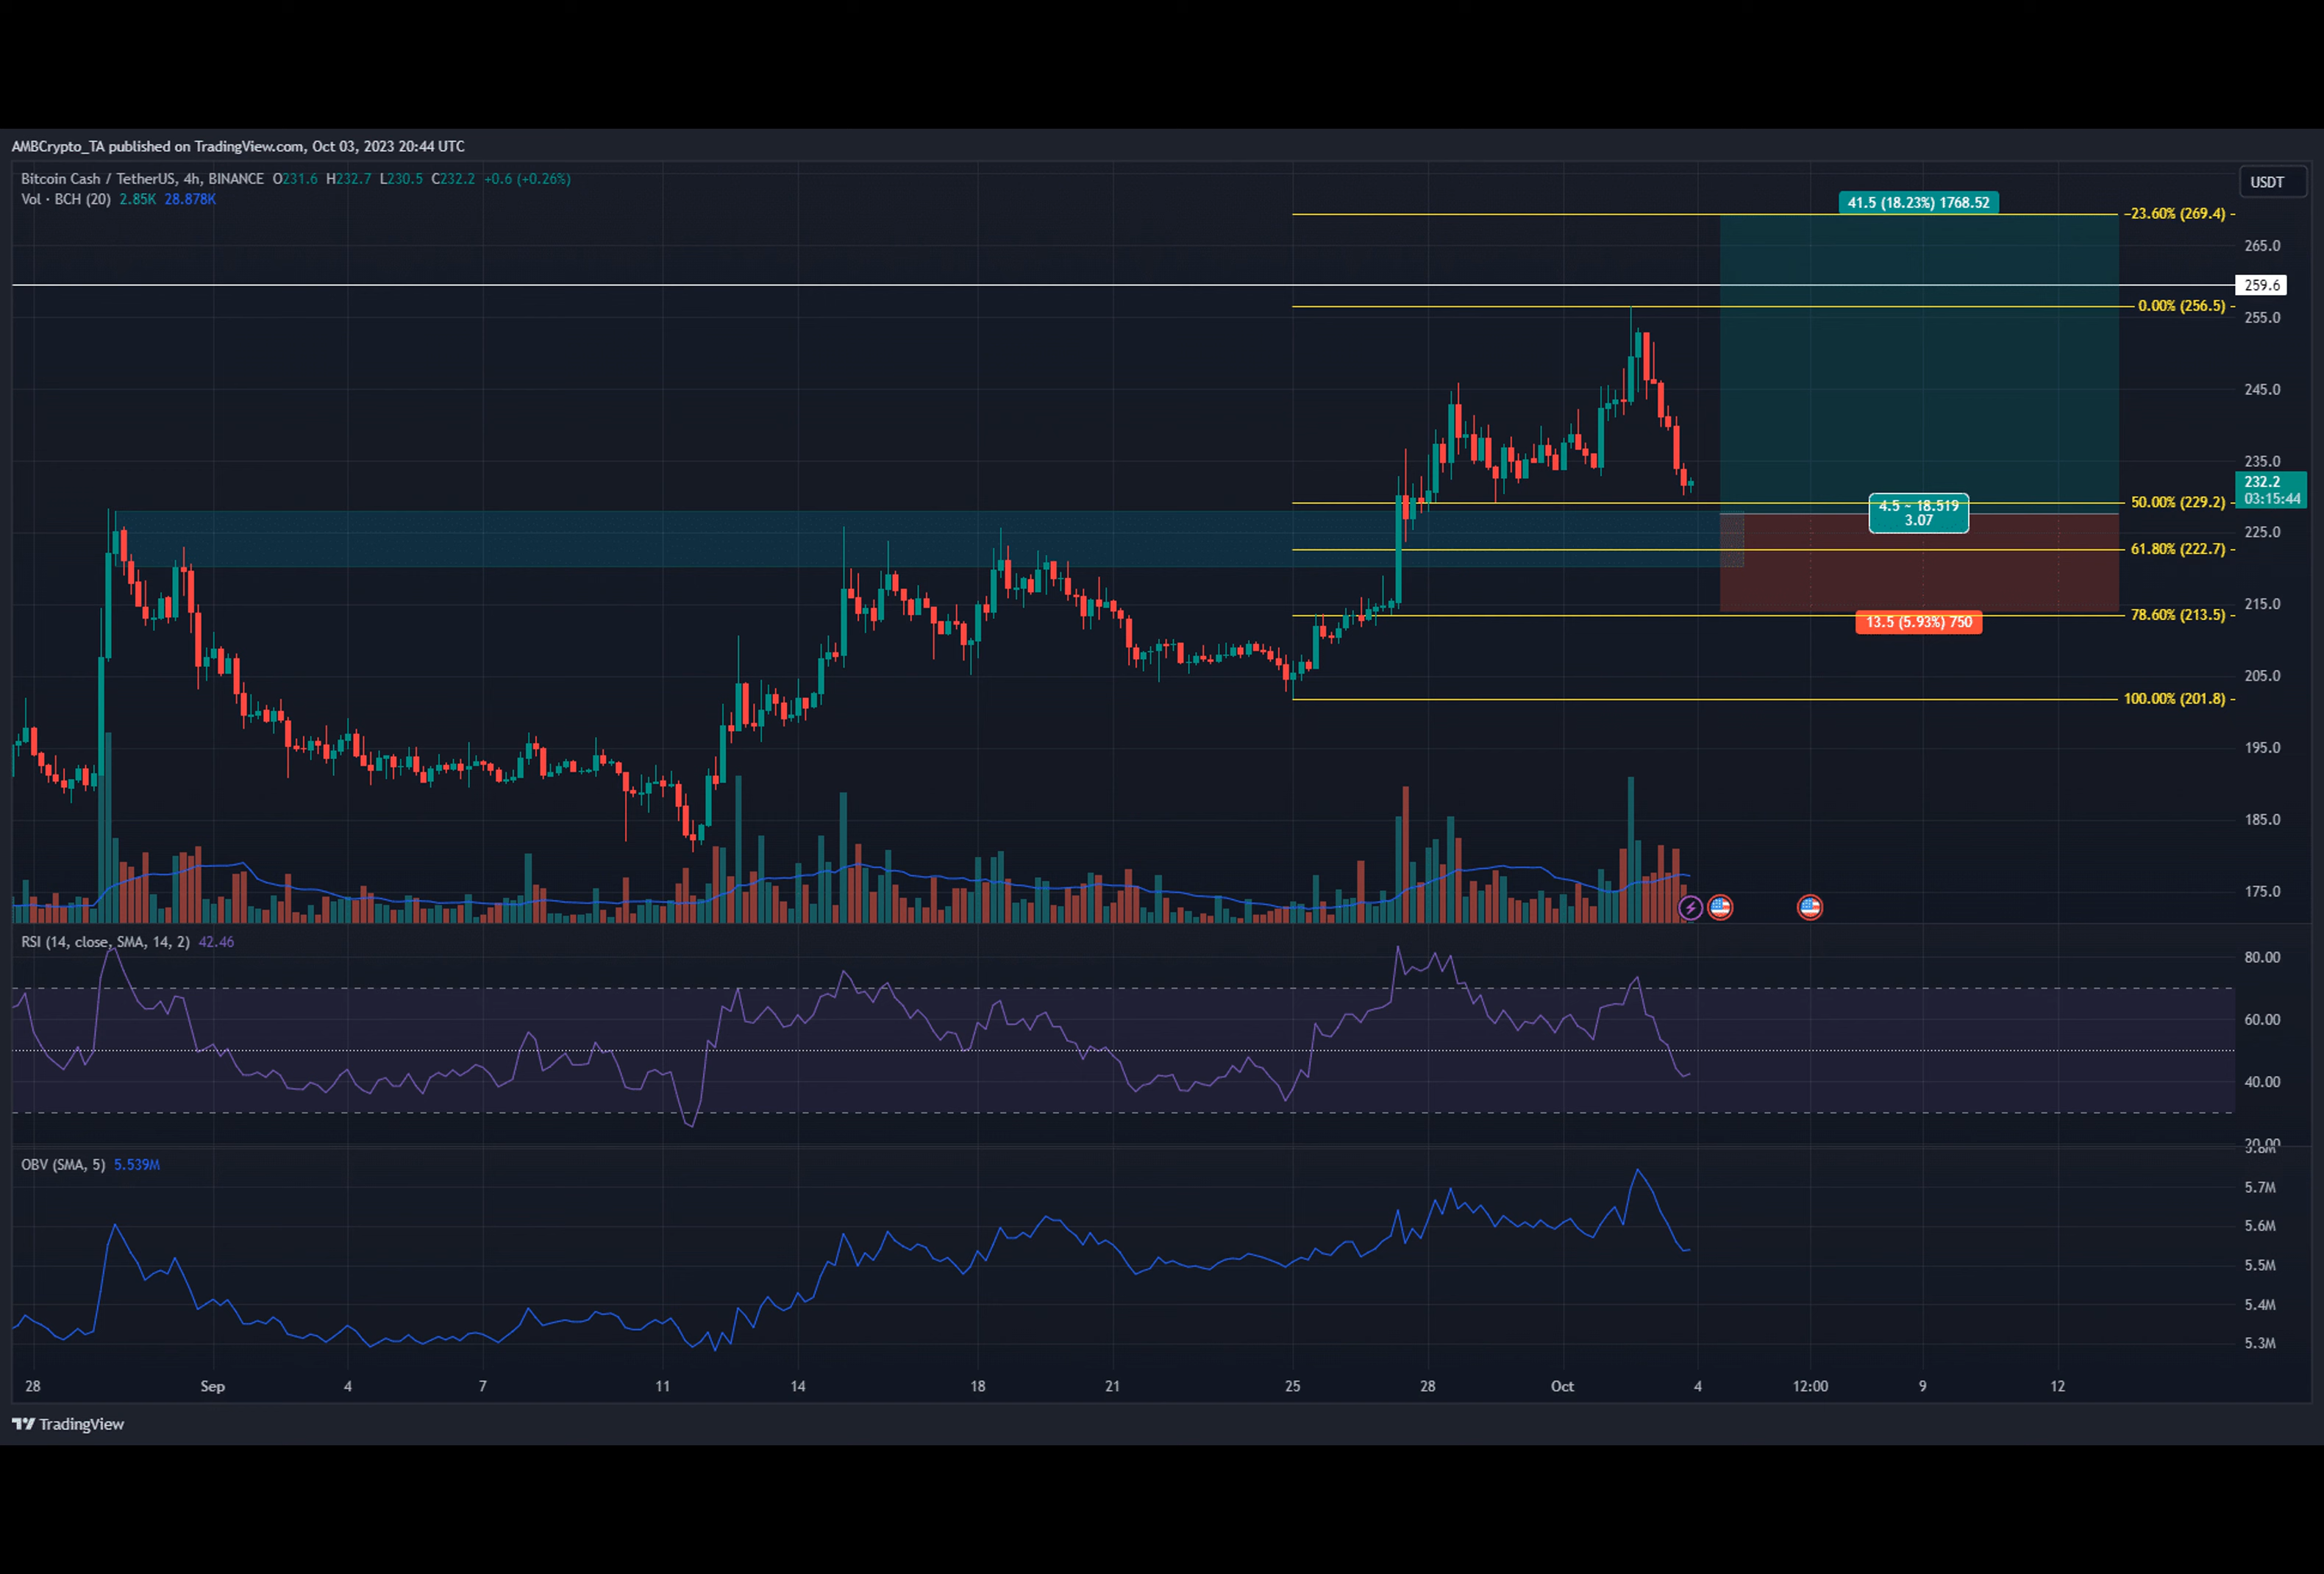 AMBCrypto_TA published on TradingView.com, Oct 03, 2023 20:44 UTC
Bitcoin Cash / TetherUS, 4h, BINANCE O231.6 H232.7 L230.5 C232.2 +0.6 (+0.26%)
Vol · BCH (20) 2.85K 28.878K
USDT
41.5 (18.23%) 1768.52
-23.60% (269.4)
265.0
259.6
0.00% (256.5)
255.0
245.0
235.0
232.2
03:15:44
50.00% (229.2)
4.5 ~ 18.519
3.07
225.0
61.80% (222.7)
215.0
78.60% (213.5)
13.5 (5.93%) 750
205.0
100.00% (201.8)
195.0
185.0
175.0
RSI (14, close, SMA, 14, 2) 42.46
80.00
60.00
40.00
20.00
OBV (SMA, 5) 5.539M
5.8M
5.7M
5.6M
5.5M
5.4M
5.3M
28 Sep 4 7 11 14 18 21 25 28 Oct 4 12:00 9 12
TradingView